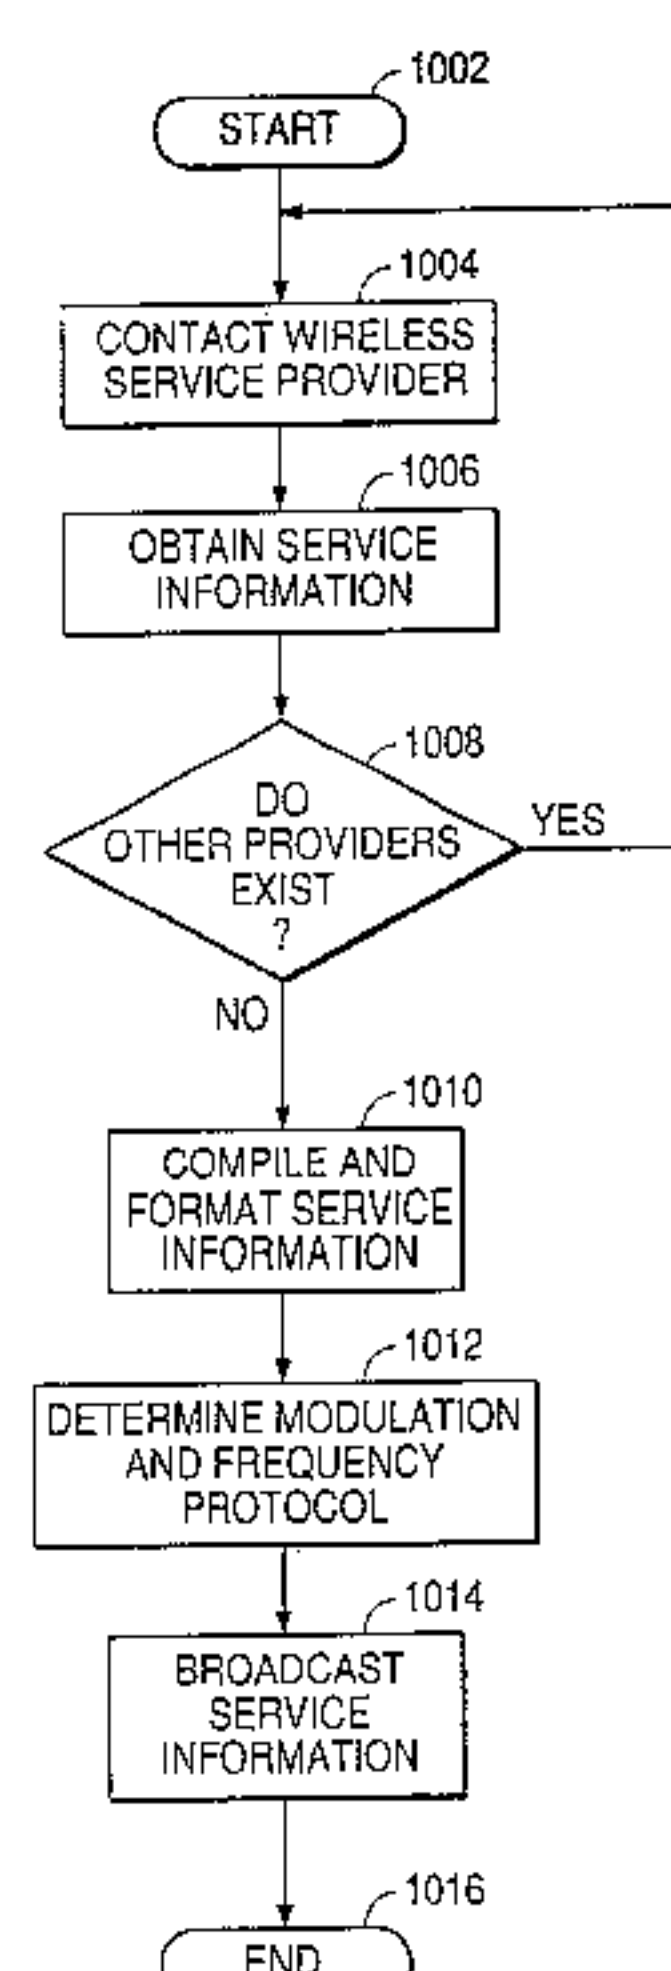 1002
START
1004
CONTACT WIRELESS
SERVICE PROVIDER
1006
OBTAIN SERVICE
INFORMATION
1008
DO
OTHER PROVIDERS
EXIST
?
YES
NO
1010
COMPILE AND
FORMAT SERVICE
INFORMATION
1012
DETERMINE MODULATION
AND FREQUENCY
PROTOCOL
1014
BROADCAST
SERVICE
INFORMATION
1016
END